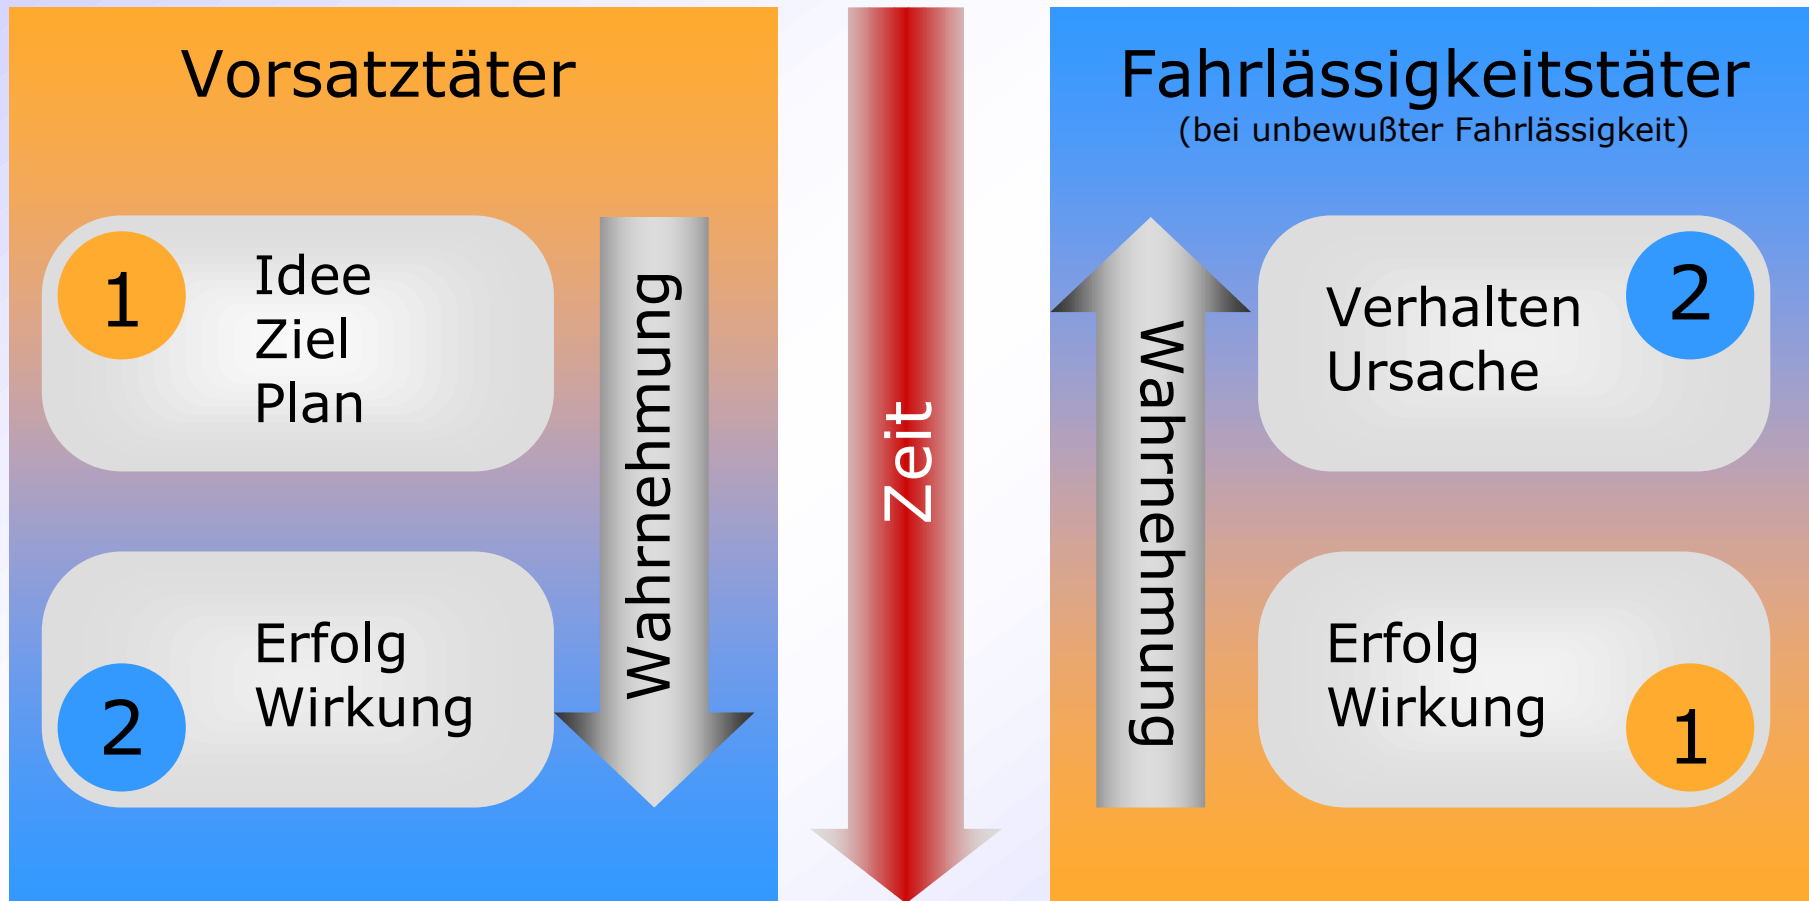 Vorsatztäter
1
Idee
Ziel
Plan
2
Erfolg
Wirkung
Wahrnehmung
Zeit
Fahrlässigkeitstäter
(bei unbewußter Fahrlässigkeit)
Wahrnehmung
Verhalten
Ursache
2
Erfolg
Wirkung
1